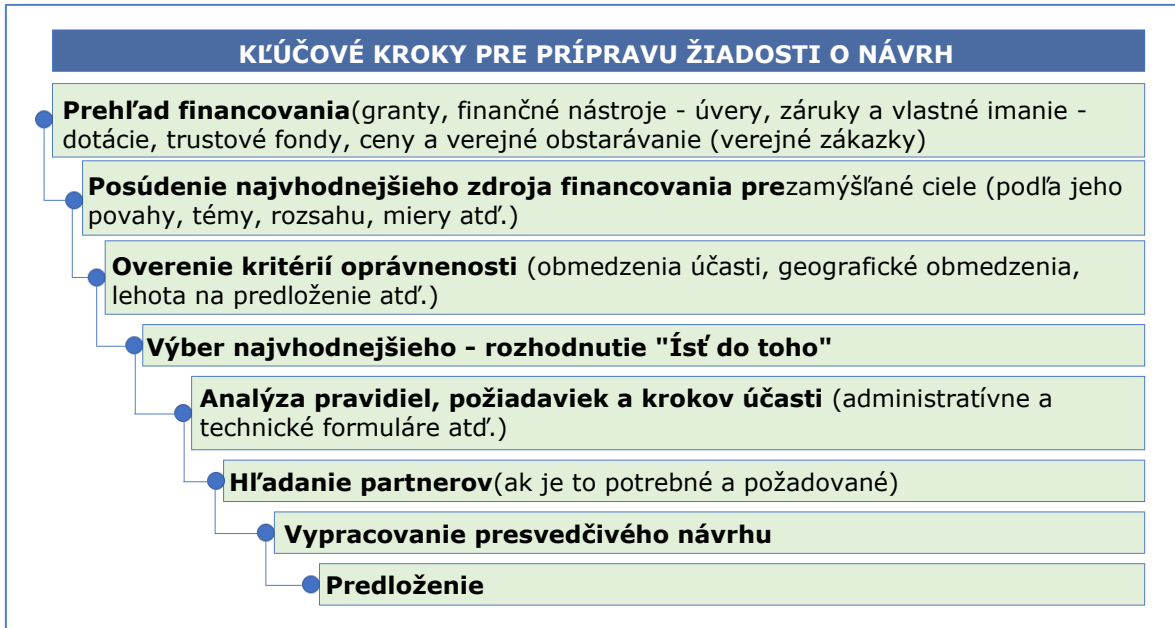 KĽÚČOVÉ KROKY PRE PRÍPRAVU ŽIADOSTI O NÁVRH
Prehľad financovania(granty, finančné nástroje - úvery, záruky a vlastné imanie -
dotácie, trustové fondy, ceny a verejné obstarávanie (verejné zákazky)
Posúdenie najvhodnejšieho zdroja financovania prezamýšľané ciele (podľa jeho
povahy, témy, rozsahu, miery atď.)
Overenie kritérií oprávnenosti (obmedzenia účasti, geografické obmedzenia,
lehota na predloženie atď.)
Výber najvhodnejšieho - rozhodnutie "Ísť do toho"
Analýza pravidiel, požiadaviek a krokov účasti (administratívne a
technické formuláre atď.)
Hľadanie partnerov(ak je to potrebné a požadované)
Vypracovanie presvedčivého návrhu
Predloženie